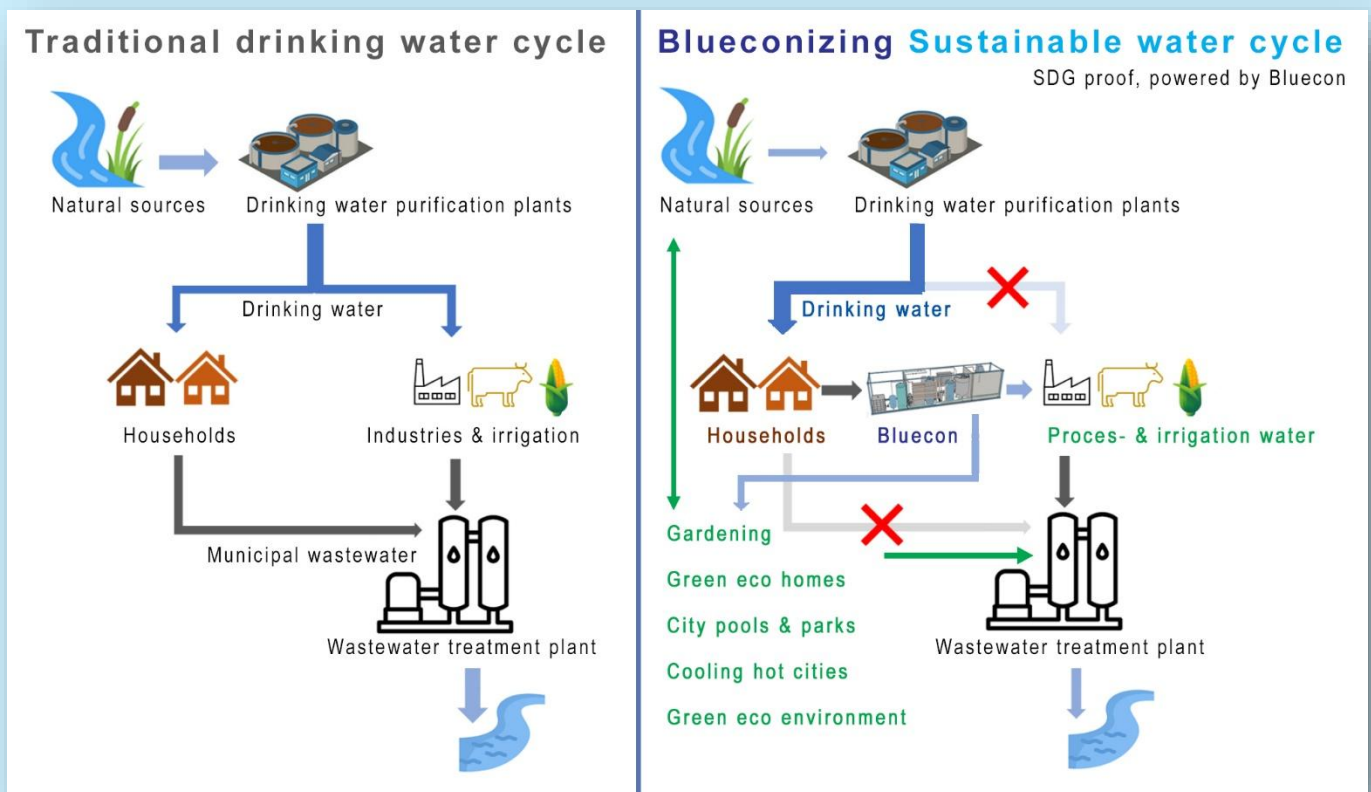 Traditional drinking water cycle
Natural sources
Drinking water purification plants
Drinking water
Households
Industries & irrigation
Municipal wastewater
Wastewater treatment plant
Blueconizing Sustainable water cycle
SDG proof, powered by Bluecon
Natural sources
Drinking water purification plants
Drinking water
Households
Bluecon
Proces- & irrigation water
Gardening
Green eco homes
City pools & parks
Wastewater treatment plant
Cooling hot cities
Green eco environment